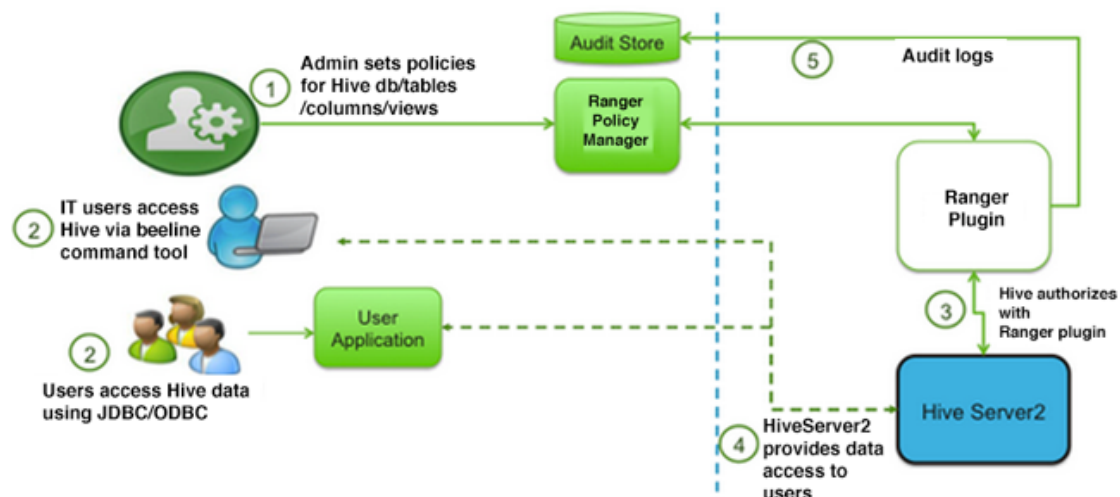 Audit Store
5
Audit logs
1
Admin sets policies
for Hive db/tables
/columns/views
Ranger
Policy
Manager
Ranger
Plugin
2
IT users access
Hive via beeline
command tool
3
Hive authorizes
with
Ranger plugin
User
Application
2
Users access Hive data
using JDBC/ODBC
Hive Server2
4
HiveServer2
provides data
access to
users